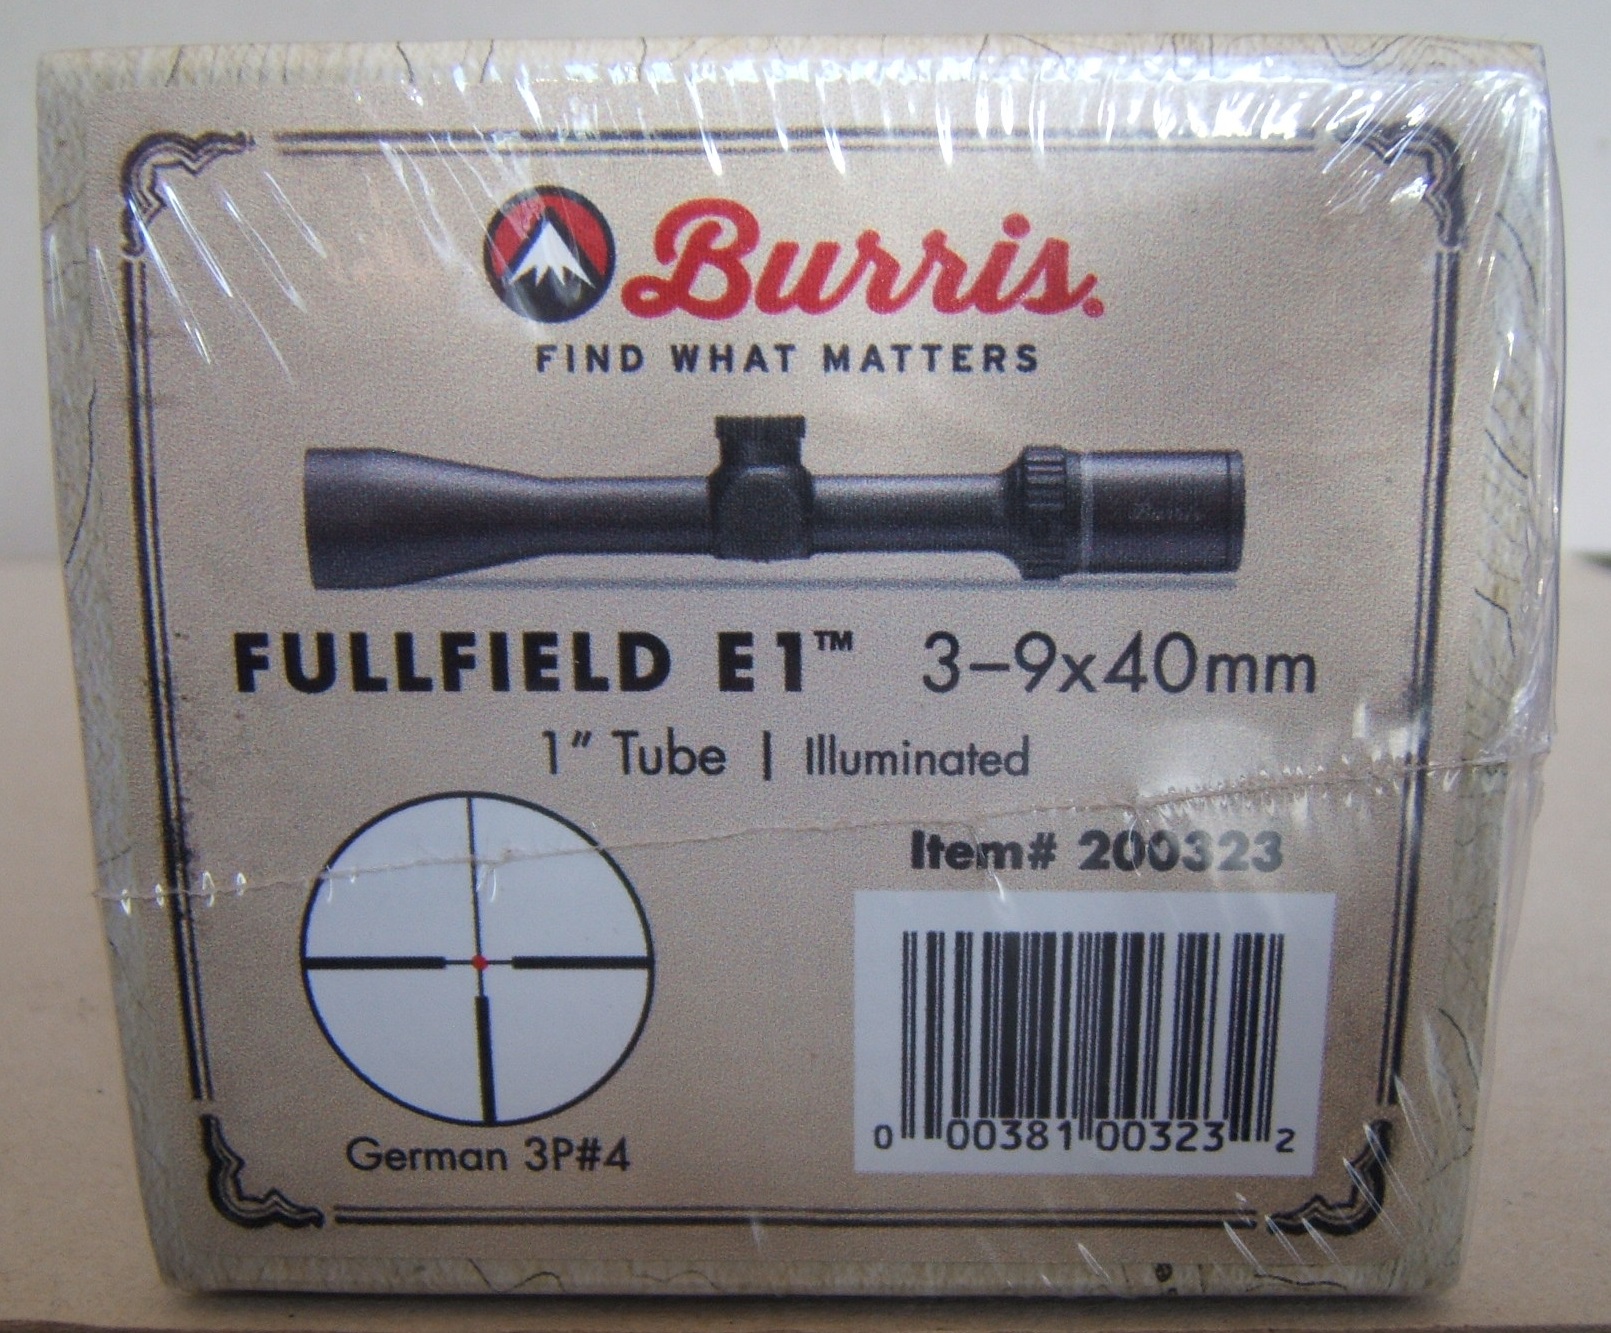 Burris.
FIND WHAT MATTERS
Burris
FULLFIELD E1™ 3–9x40mm
1" Tube | Illuminated
Item# 200323
German 3P#4
0 00381 00323 2